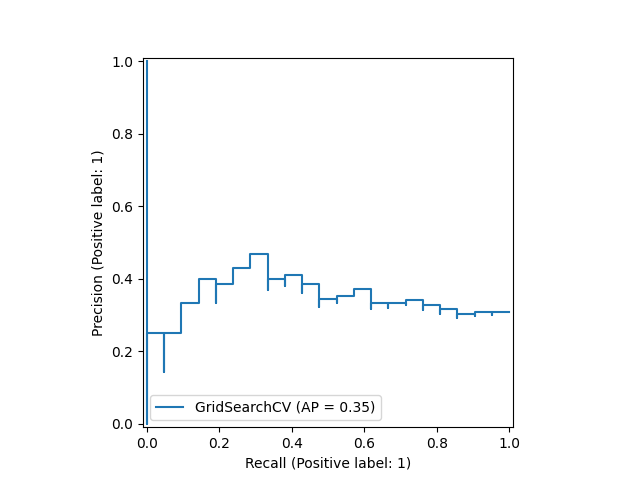 1.0
0.8
0.6
0.4
0.2
0.0
Precision (Positive label: 1)
GridSearchCV (AP = 0.35)
0.0 0.2 0.4 0.6 0.8 1.0
Recall (Positive label: 1)